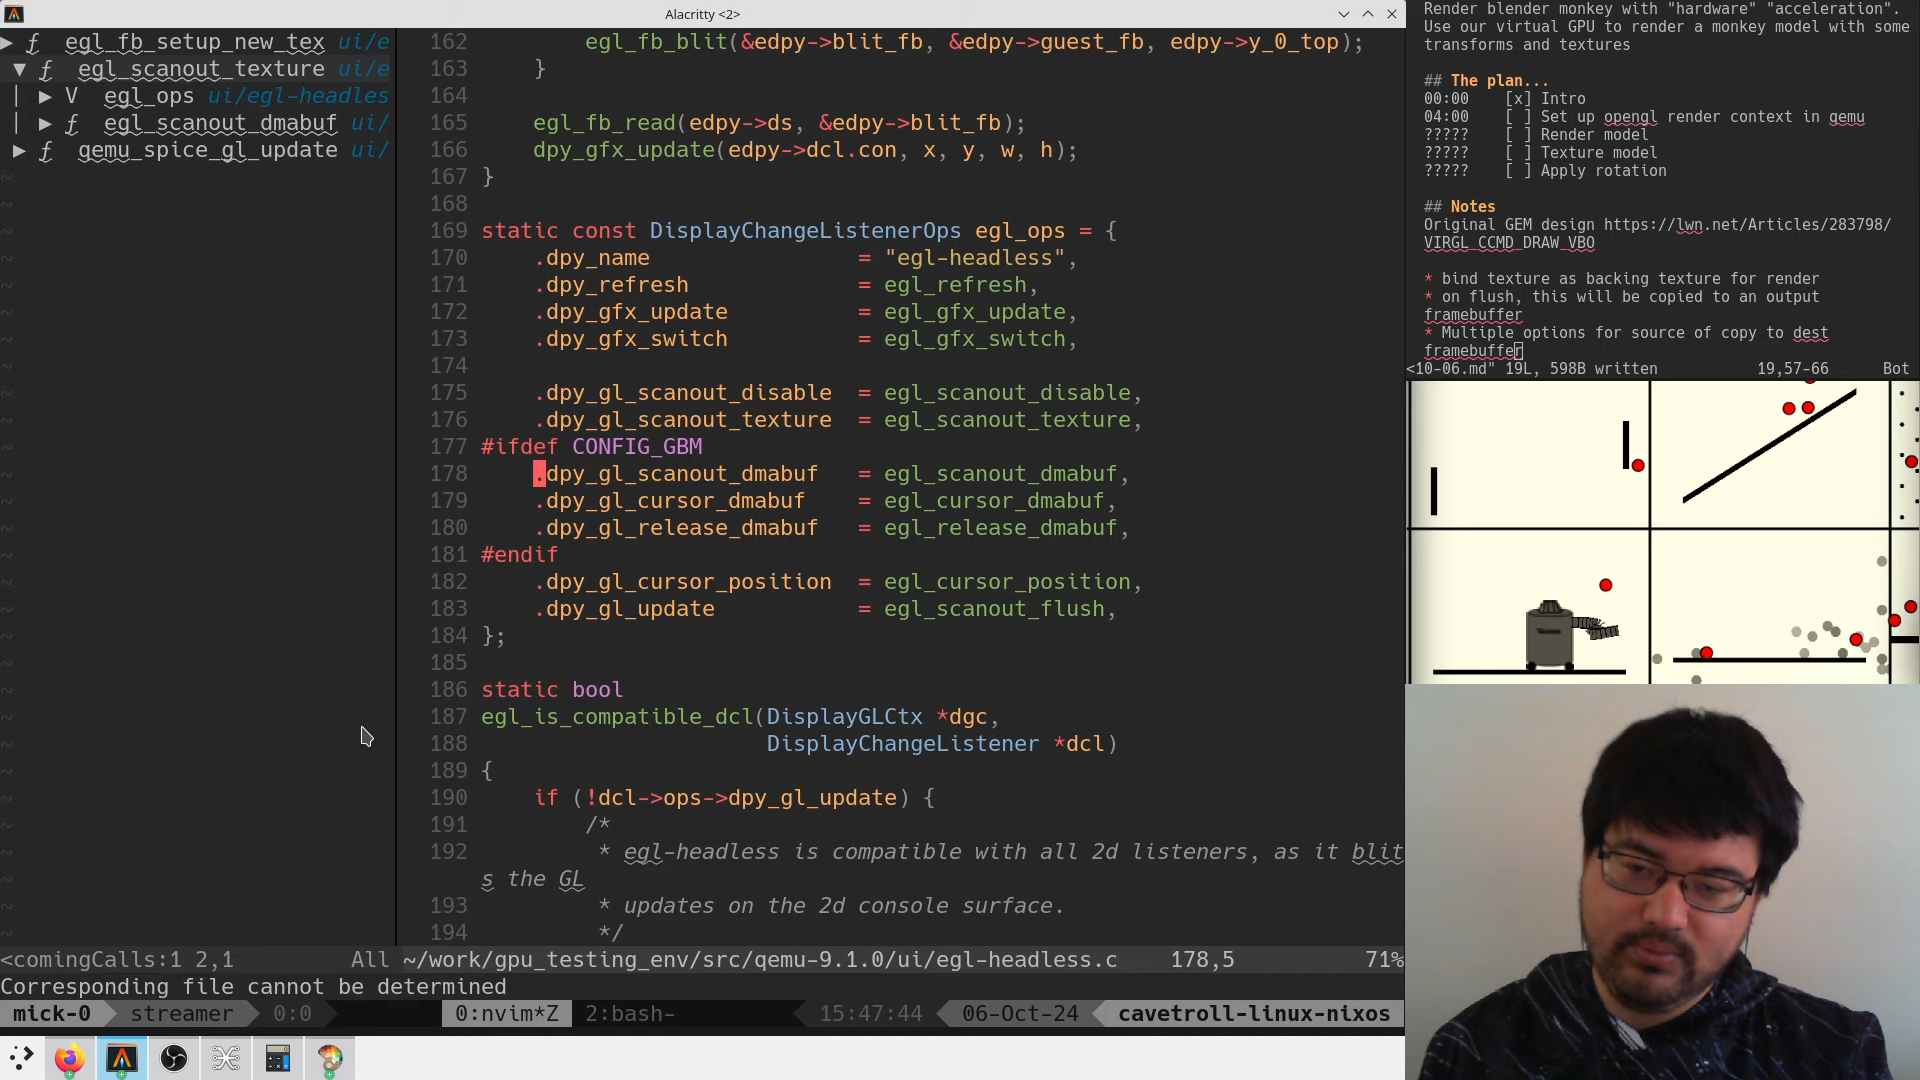 Alacritty <2>
▶ ƒ egl_fb_setup_new_tex ui/e
▼ ƒ egl_scanout_texture ui/e
| ▶ V egl_ops ui/egl-headles
| ▶ ƒ egl_scanout_dmabuf ui/
▶ ƒ qemu_spice_gl_update ui/
162 egl_fb_blit(&edpy->blit_fb, &edpy->guest_fb, edpy->y_0_top);
163 }
164
165 egl_fb_read(edpy->ds, &edpy->blit_fb);
166 dpy_gfx_update(edpy->dcl.con, x, y, w, h);
167 }
168
169 static const DisplayChangeListenerOps egl_ops = {
170 .dpy_name = "egl-headless",
171 .dpy_refresh = egl_refresh,
172 .dpy_gfx_update = egl_gfx_update,
173 .dpy_gfx_switch = egl_gfx_switch,
174
175 .dpy_gl_scanout_disable = egl_scanout_disable,
176 .dpy_gl_scanout_texture = egl_scanout_texture,
177 #ifdef CONFIG_GBM
178 .dpy_gl_scanout_dmabuf = egl_scanout_dmabuf,
179 .dpy_gl_cursor_dmabuf = egl_cursor_dmabuf,
180 .dpy_gl_release_dmabuf = egl_release_dmabuf,
181 #endif
182 .dpy_gl_cursor_position = egl_cursor_position,
183 .dpy_gl_update = egl_scanout_flush,
184 };
185
186 static bool
187 egl_is_compatible_dcl(DisplayGLCtx *dgc,
188 DisplayChangeListener *dcl)
189 {
190 if (!dcl->ops->dpy_gl_update) {
191 /*
192 * egl-headless is compatible with all 2d listeners, as it blit
s the GL
193 * updates on the 2d console surface.
194 */
<comingCalls:1 2,1 All ~/work/gpu_testing_env/src/qemu-9.1.0/ui/egl-headless.c 178,5 71%
Corresponding file cannot be determined
mick-0 streamer 0:0 0:nvim*Z 2:bash- 15:47:44 06-Oct-24 cavetroll-linux-nixos
Render blender monkey with "hardware" "acceleration".
Use our virtual GPU to render a monkey model with some
transforms and textures
## The plan...
00:00 [x] Intro
04:00 [ ] Set up opengl render context in qemu
????? [ ] Render model
????? [ ] Texture model
????? [ ] Apply rotation
## Notes
Original GEM design https://lwn.net/Articles/283798/
VIRGL_CCMD_DRAW_VBO
* bind texture as backing texture for render
* on flush, this will be copied to an output
framebuffer
* Multiple options for source of copy to dest
framebuffer
<10-06.md" 19L, 598B written 19,57-66 Bot